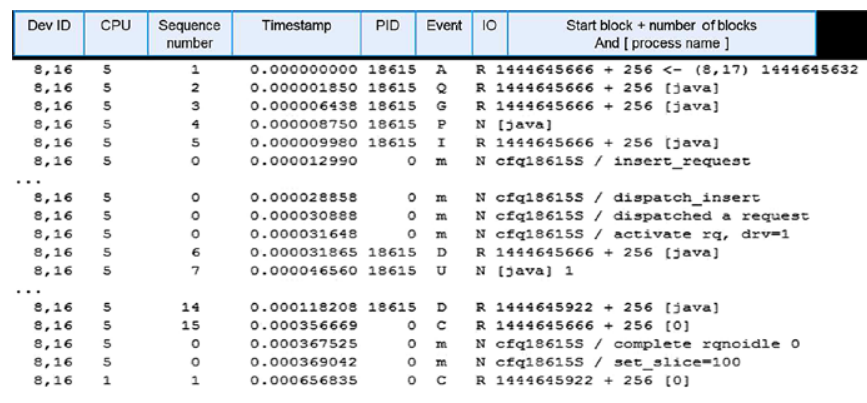 Dev ID CPU Sequence number Timestamp PID Event IO Start block + number of blocks And [ process name ]
8,16 5 1 0.000000000 18615 A R 1444645666 + 256 <- (8,17) 1444645632
8,16 5 2 0.000001850 18615 Q R 1444645666 + 256 [java]
8,16 5 3 0.000006438 18615 G R 1444645666 + 256 [java]
8,16 5 4 0.000008750 18615 P N [java]
8,16 5 5 0.000009980 18615 I R 1444645666 + 256 [java]
8,16 5 0 0.000012990 0 m N cfq18615S / insert_request
...
8,16 5 0 0.000028858 0 m N cfq18615S / dispatch_insert
8,16 5 0 0.000030888 0 m N cfq18615S / dispatched a request
8,16 5 0 0.000031648 0 m N cfq18615S / activate rq, drv=1
8,16 5 6 0.000031865 18615 D R 1444645666 + 256 [java]
8,16 5 7 0.000046560 18615 U N [java] 1
...
8,16 5 14 0.000118208 18615 D R 1444645922 + 256 [java]
8,16 5 15 0.000356669 0 C R 1444645666 + 256 [0]
8,16 5 0 0.000367525 0 m N cfq18615S / complete rqnoidle 0
8,16 5 0 0.000369042 0 m N cfq18615S / set_slice=100
8,16 1 1 0.000656835 0 C R 1444645922 + 256 [0]